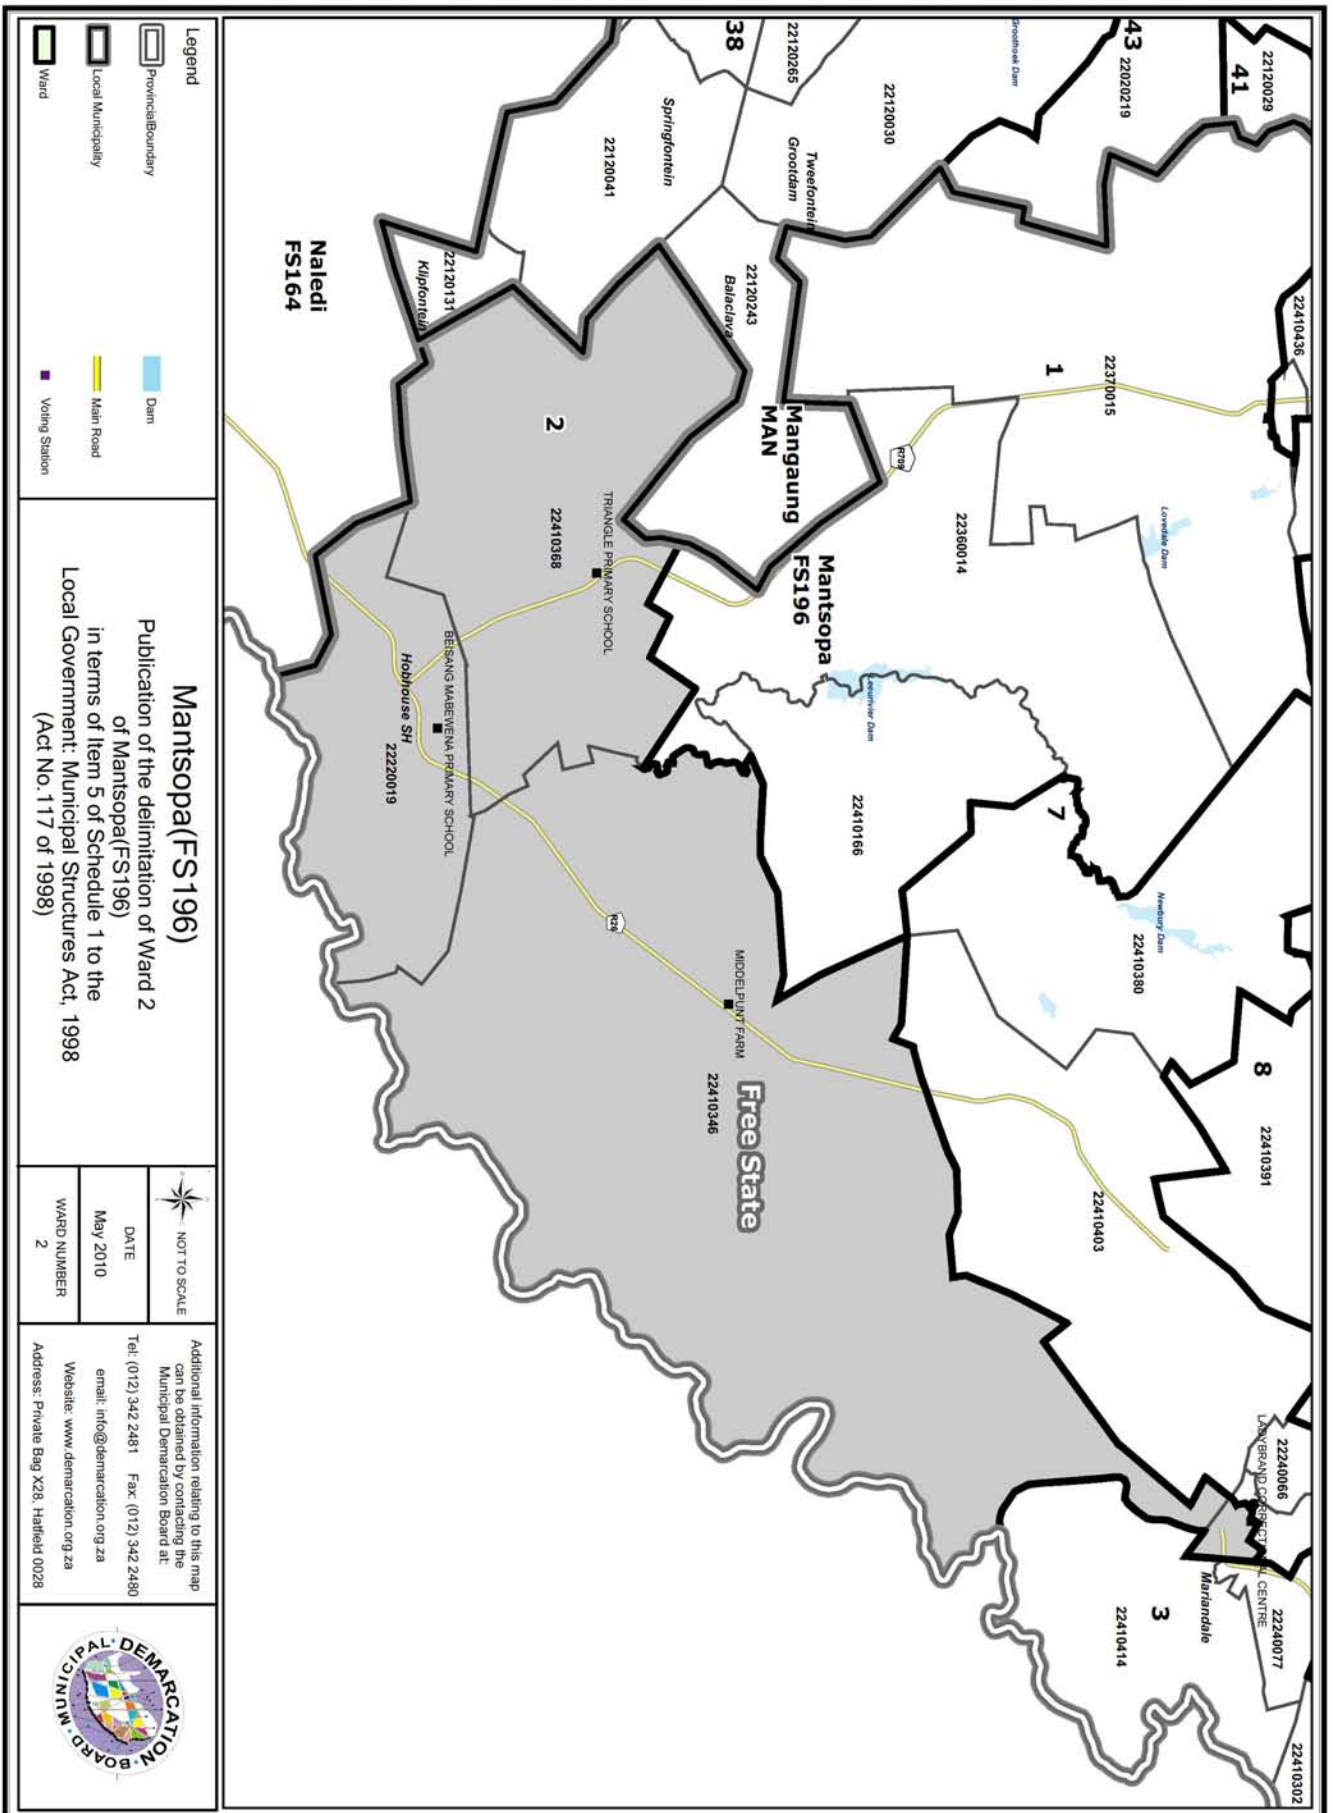 22120029
41
43
22020219
Groothoek Dam
22120030
22120265
38
Tweefontein
Grootdam
Springfontein
22120041
22120243
Balaclava
22120131
Klipfontein
Naledi
FS164
22410436
1
22370015
R709
Mangaung
MAN
2
Lovedale Dam
22360014
Mantsopa
FS196
TRIANGLE PRIMARY SCHOOL
22410368
Leeurivier Dam
22410166
7
BEISANG MABEWENA PRIMARY SCHOOL
Hobhouse SH
22220019
Newbury Dam
22410380
R26
MIDDELPUNT FARM
Free State
22410346
8
22410391
22410403
22240066
LADYBRAND CORRECTIONAL CENTRE
22240077
Mariandale
3
22410414
22410302
Legend
ProvincialBoundary
Local Municipality
Ward
Dam
Main Road
Voting Station
Mantsopa(FS196)
Publication of the delimitation of Ward 2
of Mantsopa(FS196)
in terms of Item 5 of Schedule 1 to the
Local Government: Municipal Structures Act, 1998
(Act No. 117 of 1998)
NOT TO SCALE
DATE
May 2010
WARD NUMBER
2
Additional information relating to this map
can be obtained by contacting the
Municipal Demarcation Board at:
Tel: (012) 342 2481 Fax: (012) 342 2480
email: info@demarcation.org.za
Website: www.demarcation.org.za
Address: Private Bag X28, Hatfield 0028
MUNICIPAL DEMARCATION BOARD